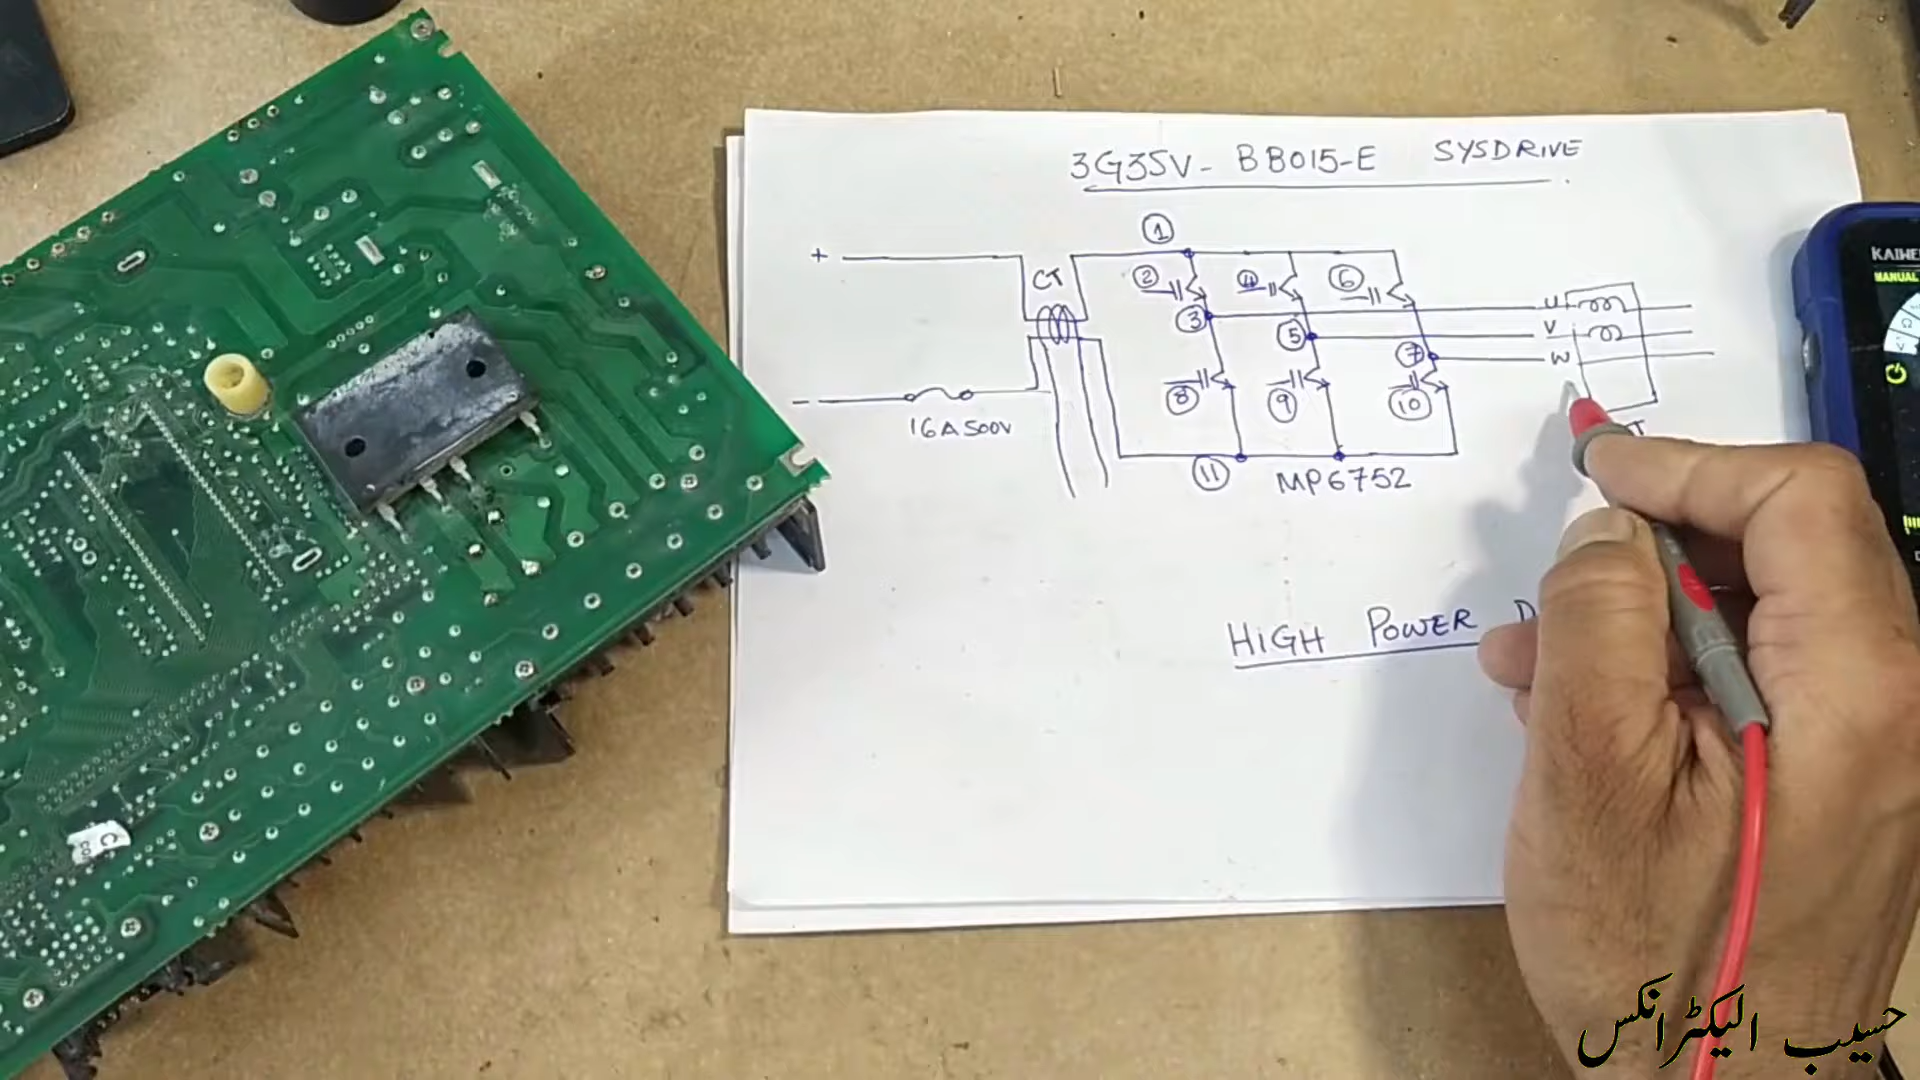 3G3SV-BB015-E SYSDRIVE
①
+
CT
② ④ ⑥
③ U
⑤ V
⑦ W
-
16A 500V
⑧ ⑨ ⑩
⑪ MP6752
HIGH POWER
KAIWE
MANUAL
حسیب الیکٹرانکس